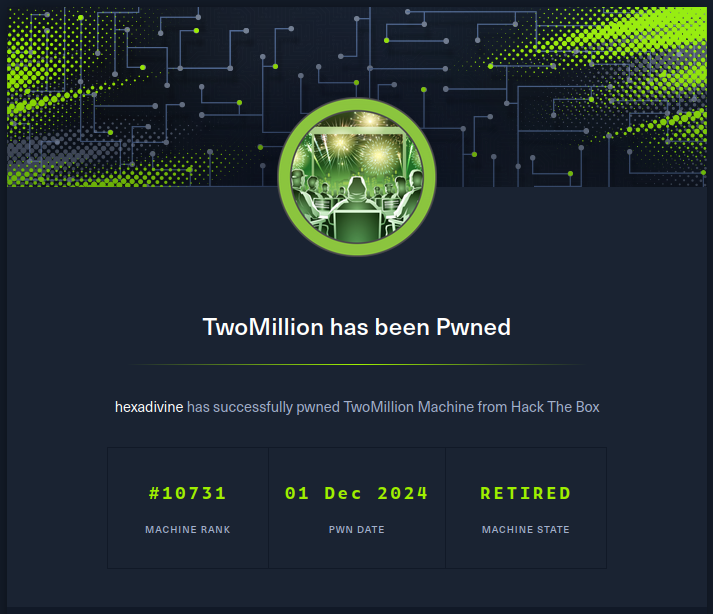 TwoMillion has been Pwned
hexadivine has successfully pwned TwoMillion Machine from Hack The Box
#10731
01 Dec 2024
RETIRED
MACHINE RANK
PWN DATE
MACHINE STATE